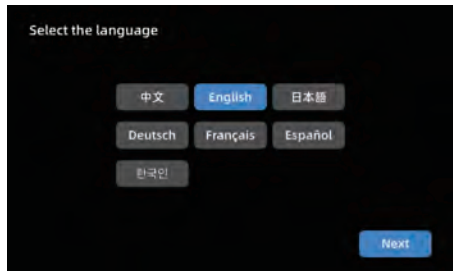 Select the language
中文 English 日本語
Deutsch Français Español
한국인
Next